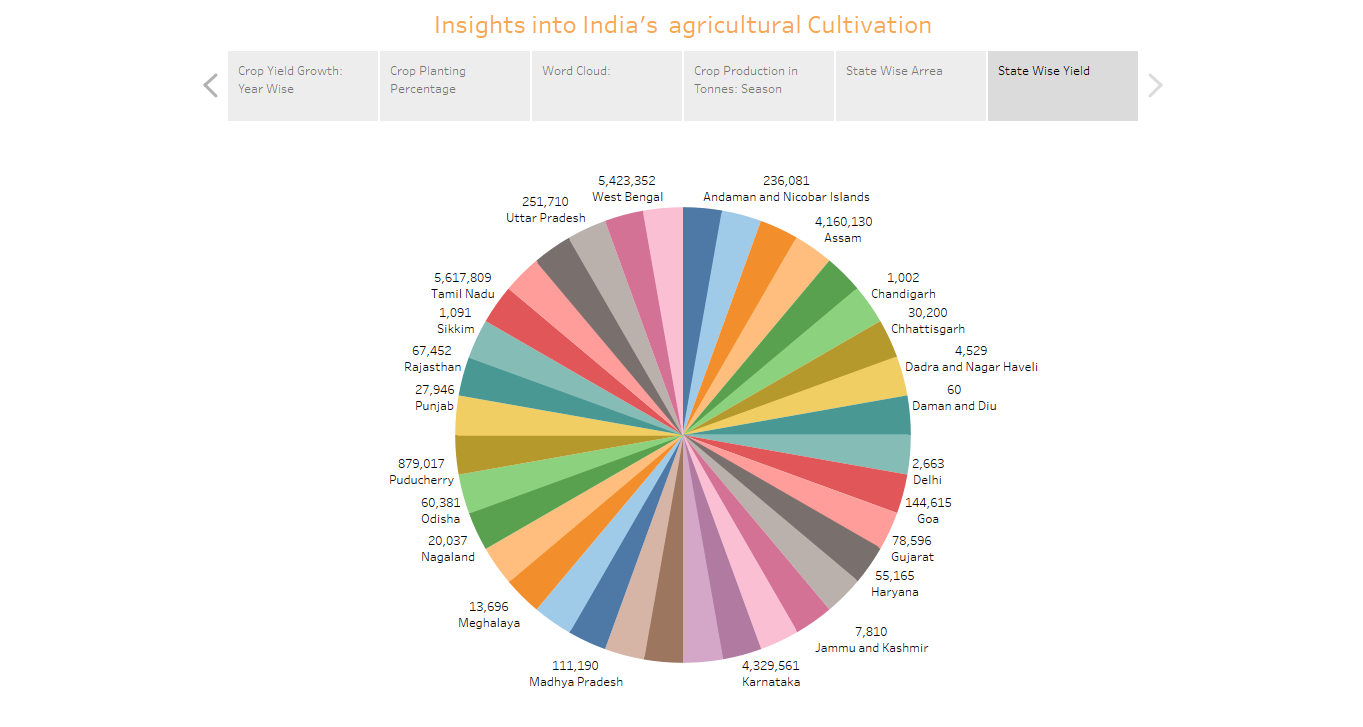 Insights into India's  agricultural Cultivation
Crop Yield Growth:
Year Wise
Crop Planting
Percentage
Word Cloud:
Crop Production in
Tonnes: Season
State Wise Arrea
State Wise Yield
5,423,352
West Bengal
236,081
Andaman and Nicobar Islands
251,710
Uttar Pradesh
4,160,130
Assam
5,617,809
Tamil Nadu
1,002
Chandigarh
1,091
Sikkim
30,200
Chhattisgarh
67,452
Rajasthan
4,529
Dadra and Nagar Haveli
27,946
Punjab
60
Daman and Diu
879,017
Puducherry
2,663
Delhi
60,381
Odisha
144,615
Goa
20,037
Nagaland
78,596
Gujarat
55,165
Haryana
13,696
Meghalaya
7,810
Jammu and Kashmir
111,190
Madhya Pradesh
4,329,561
Karnataka